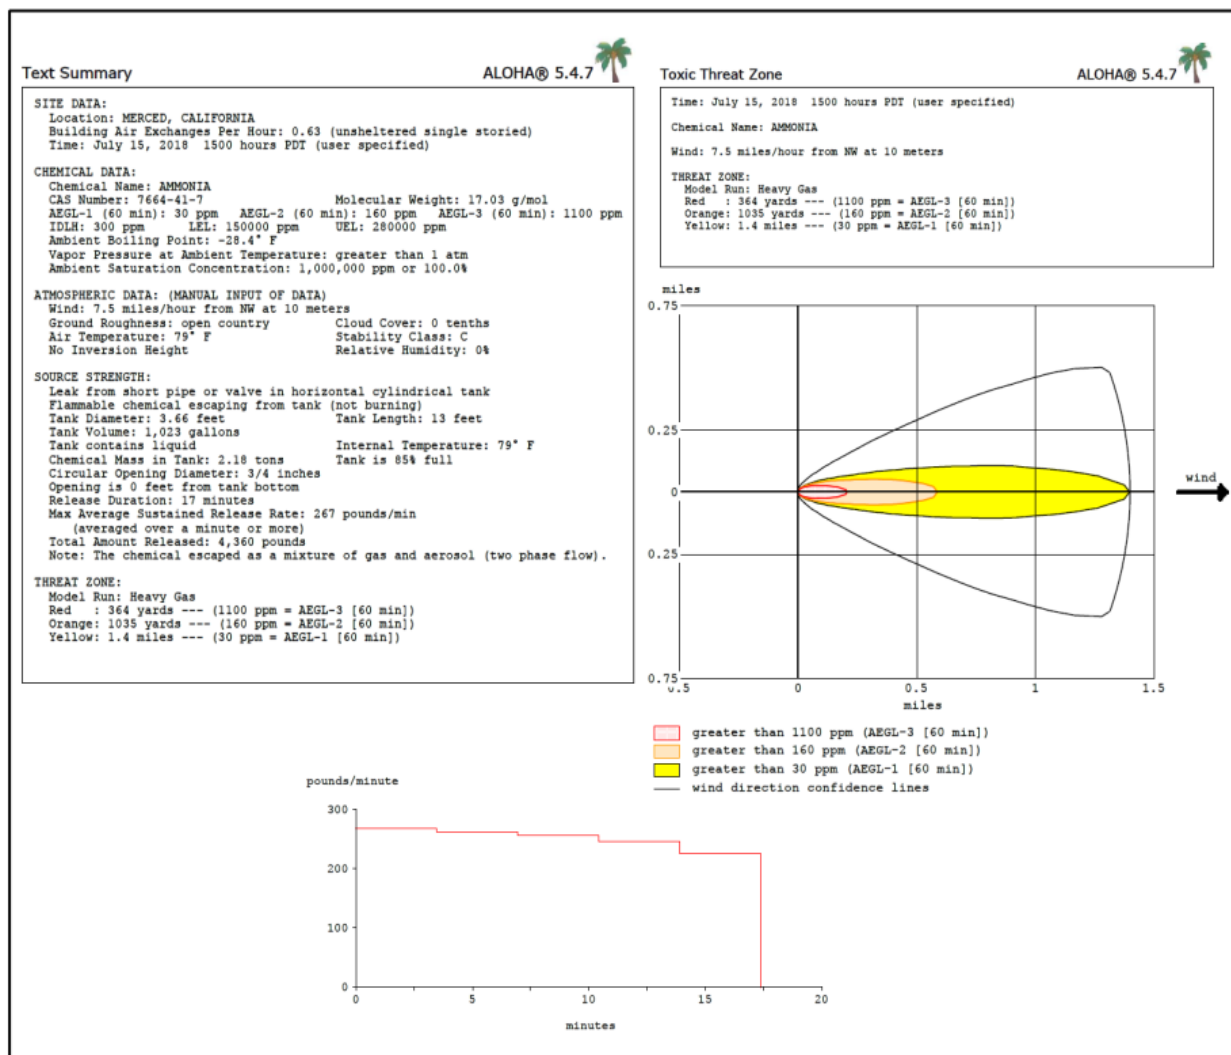 Text Summary ALOHA® 5.4.7
SITE DATA:
Location: MERCED, CALIFORNIA
Building Air Exchanges Per Hour: 0.63 (unsheltered single storied)
Time: July 15, 2018 1500 hours PDT (user specified)
CHEMICAL DATA:
Chemical Name: AMMONIA
CAS Number: 7664-41-7 Molecular Weight: 17.03 g/mol
AEGL-1 (60 min): 30 ppm AEGL-2 (60 min): 160 ppm AEGL-3 (60 min): 1100 ppm
IDLH: 300 ppm LEL: 150000 ppm UEL: 280000 ppm
Ambient Boiling Point: -28.4° F
Vapor Pressure at Ambient Temperature: greater than 1 atm
Ambient Saturation Concentration: 1,000,000 ppm or 100.0%
ATMOSPHERIC DATA: (MANUAL INPUT OF DATA)
Wind: 7.5 miles/hour from NW at 10 meters
Ground Roughness: open country Cloud Cover: 0 tenths
Air Temperature: 79° F Stability Class: C
No Inversion Height Relative Humidity: 0%
SOURCE STRENGTH:
Leak from short pipe or valve in horizontal cylindrical tank
Flammable chemical escaping from tank (not burning)
Tank Diameter: 3.66 feet Tank Length: 13 feet
Tank Volume: 1,023 gallons
Tank contains liquid Internal Temperature: 79° F
Chemical Mass in Tank: 2.18 tons Tank is 85% full
Circular Opening Diameter: 3/4 inches
Opening is 0 feet from tank bottom
Release Duration: 17 minutes
Max Average Sustained Release Rate: 267 pounds/min
(averaged over a minute or more)
Total Amount Released: 4,360 pounds
Note: The chemical escaped as a mixture of gas and aerosol (two phase flow).
THREAT ZONE:
Model Run: Heavy Gas
Red : 364 yards --- (1100 ppm = AEGL-3 [60 min])
Orange: 1035 yards --- (160 ppm = AEGL-2 [60 min])
Yellow: 1.4 miles --- (30 ppm = AEGL-1 [60 min])
Toxic Threat Zone ALOHA® 5.4.7
Time: July 15, 2018 1500 hours PDT (user specified)
Chemical Name: AMMONIA
Wind: 7.5 miles/hour from NW at 10 meters
THREAT ZONE:
Model Run: Heavy Gas
Red : 364 yards --- (1100 ppm = AEGL-3 [60 min])
Orange: 1035 yards --- (160 ppm = AEGL-2 [60 min])
Yellow: 1.4 miles --- (30 ppm = AEGL-1 [60 min])
miles
0.75
0.25
0
0.25
0.75
wind
0.5 0 0.5 1 1.5
miles
greater than 1100 ppm (AEGL-3 [60 min])
greater than 160 ppm (AEGL-2 [60 min])
greater than 30 ppm (AEGL-1 [60 min])
wind direction confidence lines
pounds/minute
300
200
100
0
0 5 10 15 20
minutes